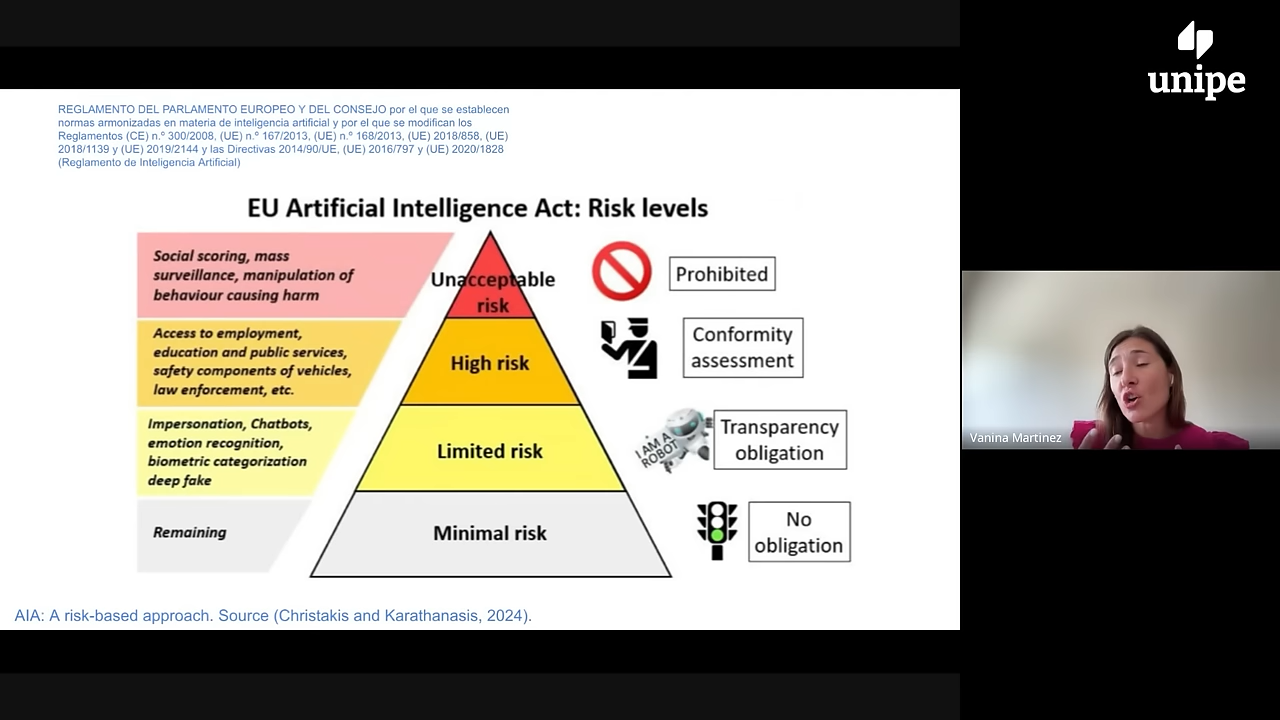 unipe
REGLAMENTO DEL PARLAMENTO EUROPEO Y DEL CONSEJO por el que se establecen
normas armonizadas en materia de inteligencia artificial y por el que se modifican los
Reglamentos (CE) n.º 300/2008, (UE) n.º 167/2013, (UE) n.º 168/2013, (UE) 2018/858, (UE)
2018/1139 y (UE) 2019/2144 y las Directivas 2014/90/UE, (UE) 2016/797 y (UE) 2020/1828
(Reglamento de Inteligencia Artificial)
EU Artificial Intelligence Act: Risk levels
Social scoring, mass
surveillance, manipulation of
behaviour causing harm
Unacceptable
risk
Prohibited
Access to employment,
education and public services,
safety components of vehicles,
law enforcement, etc.
High risk
Conformity
assessment
Impersonation, Chatbots,
emotion recognition,
biometric categorization
deep fake
Limited risk
I AM A
ROBOT
Transparency
obligation
Remaining
Minimal risk
No
obligation
AIA: A risk-based approach. Source (Christakis and Karathanasis, 2024).
Vanina Martinez